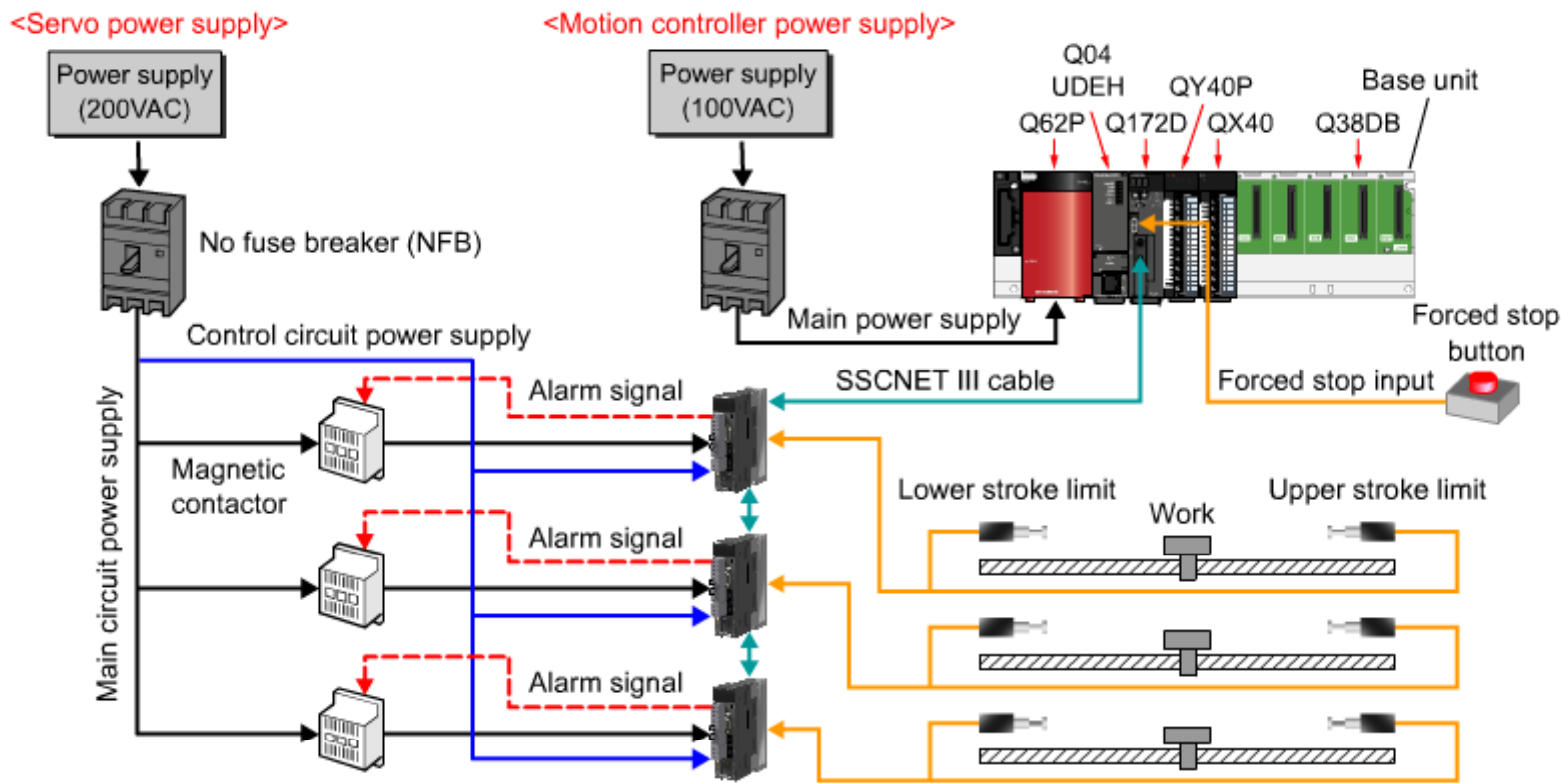 <Servo power supply>
<Motion controller power supply>
Power supply
(200VAC)
Power supply
(100VAC)
Q04
UDEH
QY40P
Base unit
Q62P
Q172D
QX40
Q38DB
No fuse breaker (NFB)
Main power supply
Forced stop
button
Control circuit power supply
SSCNET III cable
Forced stop input
Alarm signal
Main circuit power supply
Magnetic
contactor
Lower stroke limit
Upper stroke limit
Work
Alarm signal
Alarm signal